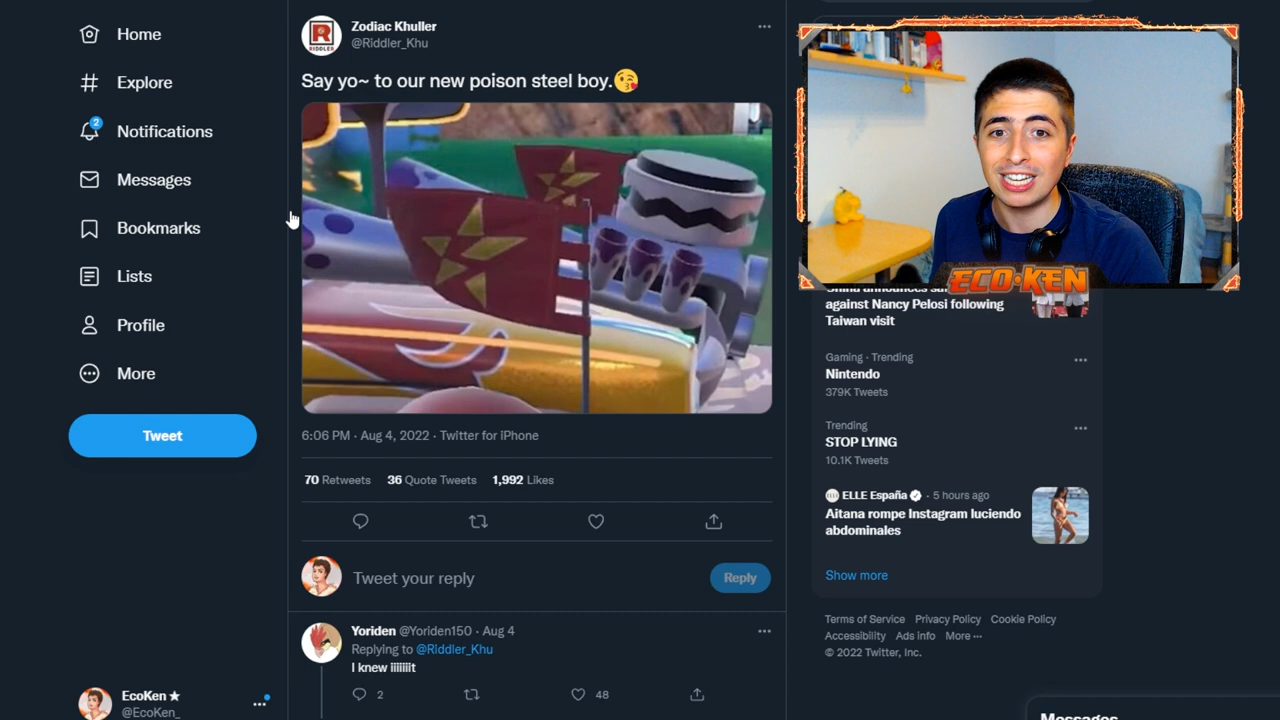 Home
Explore
2
Notifications
Messages
Bookmarks
Lists
Profile
More
Tweet
EcoKen ★
@EcoKen_
RIDDLER
Zodiac Khuller
@Riddler_Khu
Say yo~ to our new poison steel boy.😘
6:06 PM · Aug 4, 2022 · Twitter for iPhone
70 Retweets 36 Quote Tweets 1,992 Likes
Tweet your reply
Reply
Yoriden @Yoriden150 · Aug 4
Replying to @Riddler_Khu
I knew iiiiiiit
2 48
ECO·KEN
China announces
against Nancy Pelosi following
Taiwan visit
Gaming · Trending
Nintendo
379K Tweets
Trending
STOP LYING
10.1K Tweets
ELLE España · 5 hours ago
Aitana rompe Instagram luciendo
abdominales
Show more
Terms of Service Privacy Policy Cookie Policy
Accessibility Ads info More ···
© 2022 Twitter, Inc.
Messages